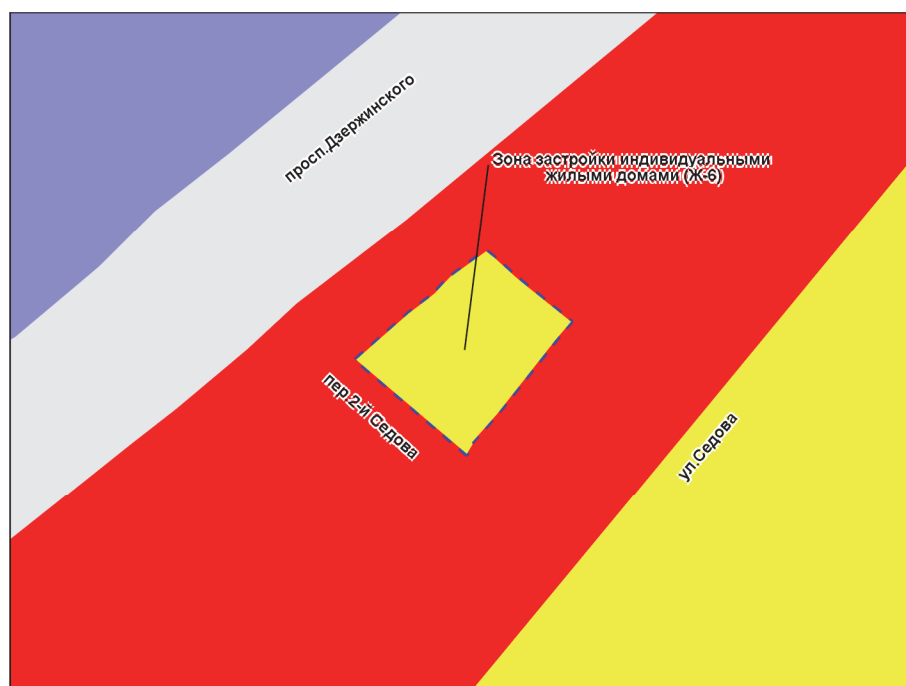 просп.Дзержинского
Зона застройки индивидуальными
жилыми домами (Ж-6)
пер.2-й Седова
ул.Седова